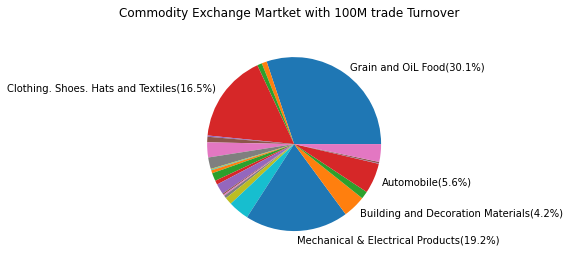 Commodity Exchange Martket with 100M trade Turnover
Grain and OiL Food(30.1%)
Clothing. Shoes. Hats and Textiles(16.5%)
Automobile(5.6%)
Building and Decoration Materials(4.2%)
Mechanical & Electrical Products(19.2%)